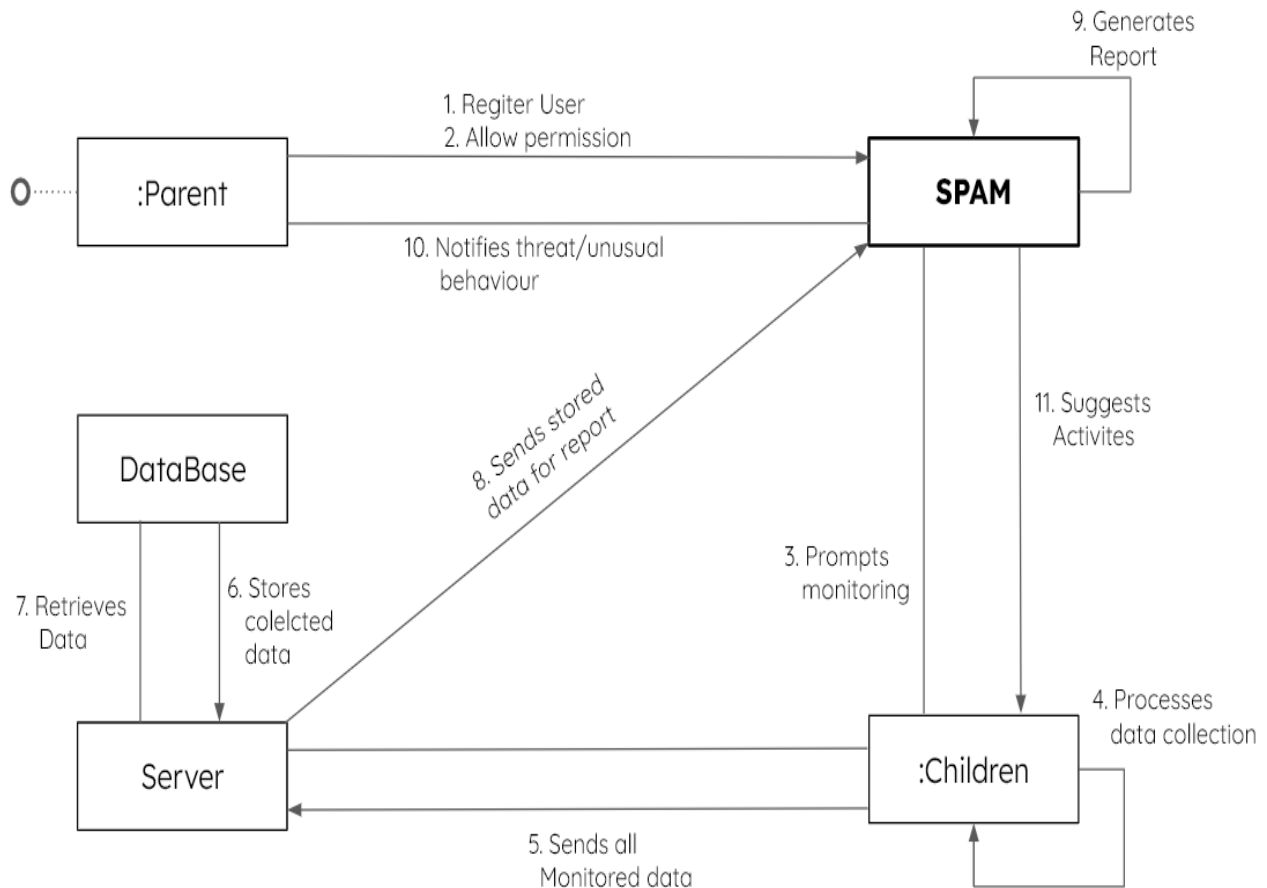 9. Generates
Report
1. Regiter User
2. Allow permission
:Parent
SPAM
10. Notifies threat/unusual
behaviour
8. Sends stored
data for report
11. Suggests
Activites
DataBase
3. Prompts
monitoring
7. Retrieves
Data
6. Stores
colelcted
data
4. Processes
data collection
Server
:Children
5. Sends all
Monitored data